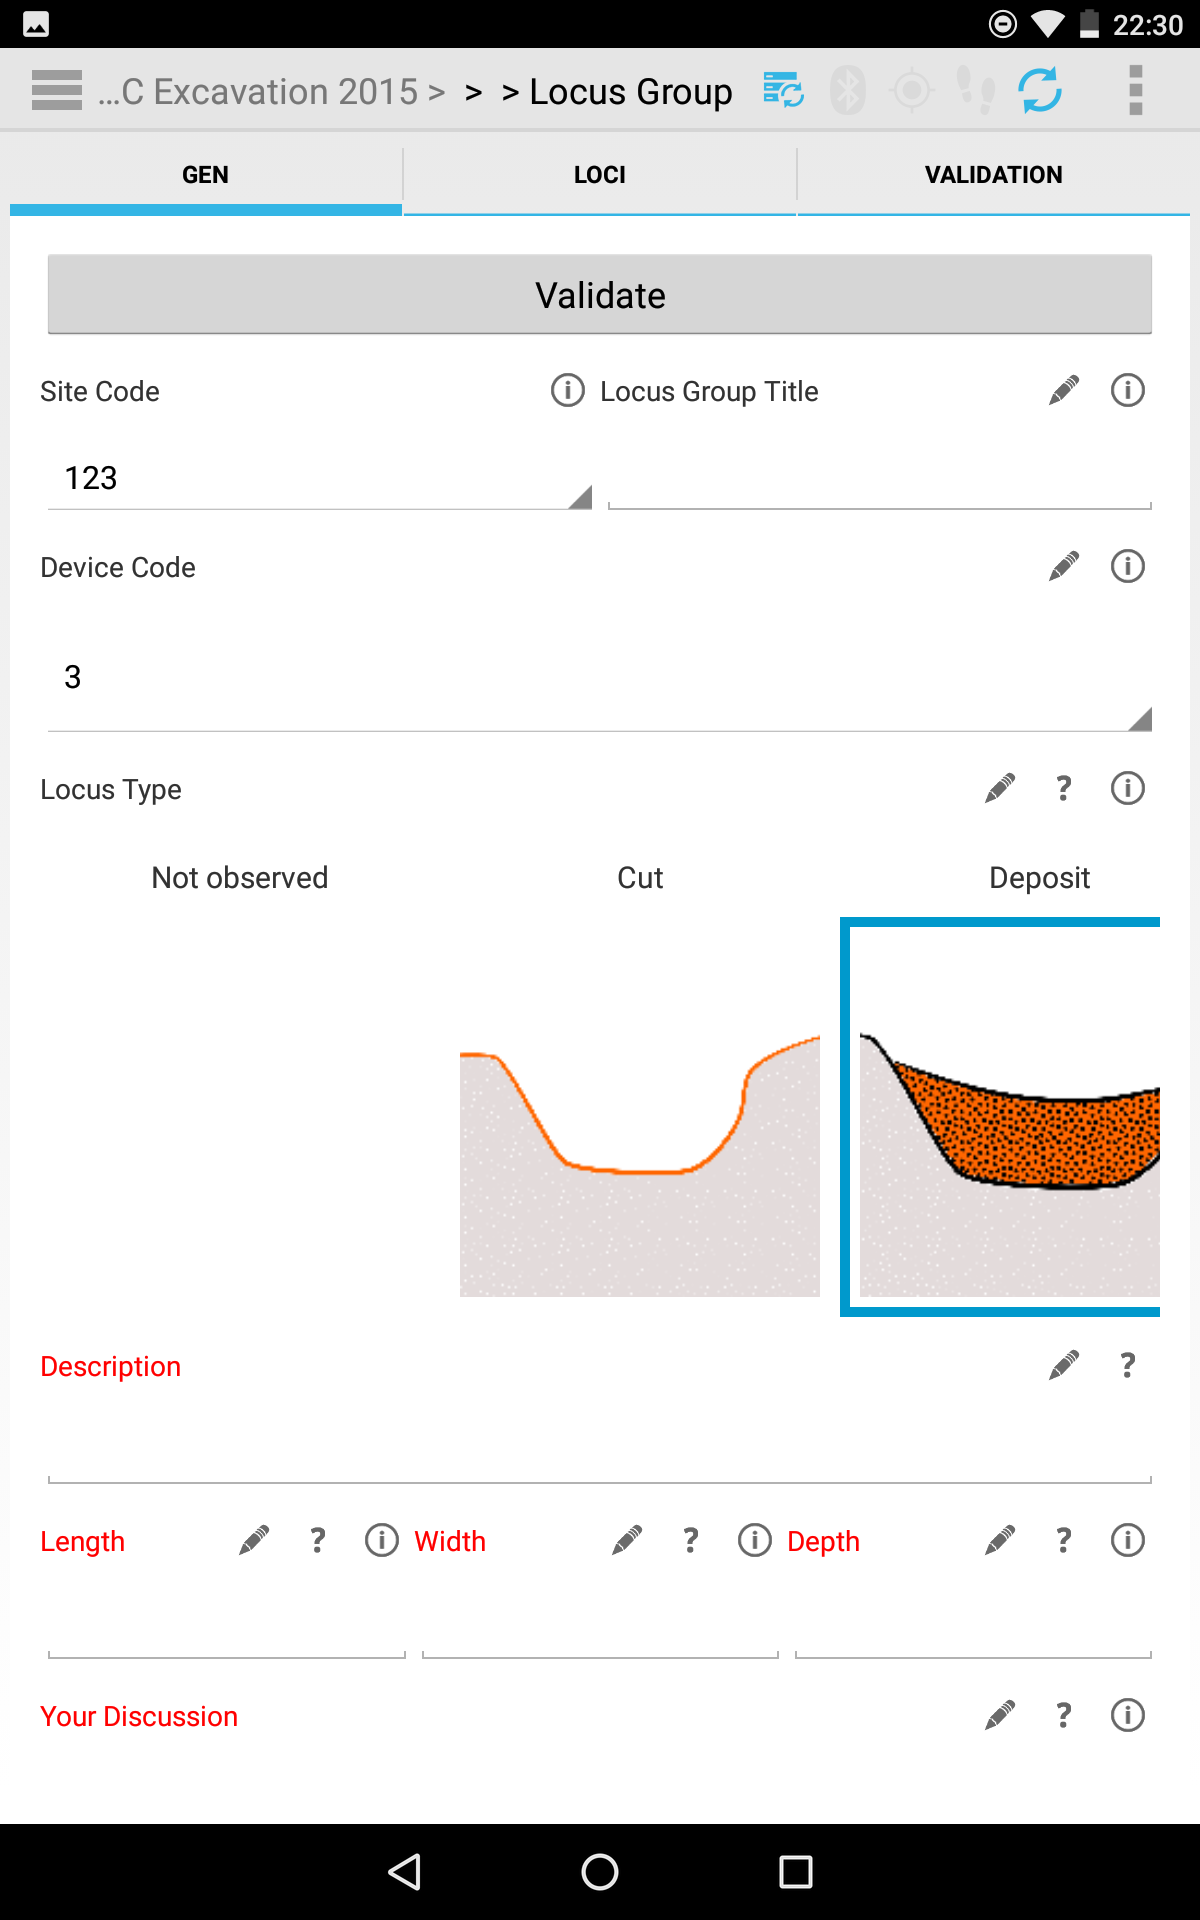 22:30
...C Excavation 2015 > > > Locus Group
GEN LOCI VALIDATION
Validate
Site Code Locus Group Title
123
Device Code
3
Locus Type ?
Not observed Cut Deposit
Description ?
Length ? Width ? Depth ?
Your Discussion ?